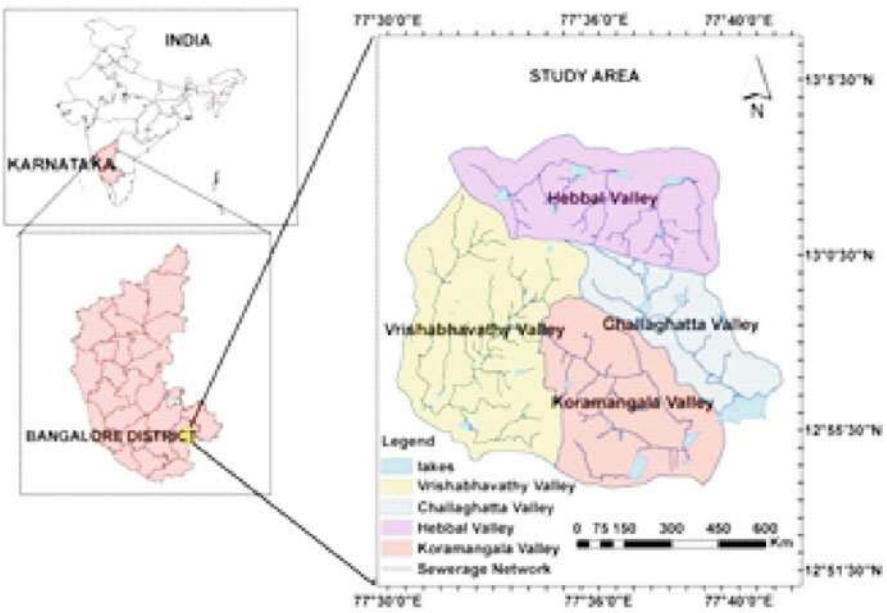 INDIA
KARNATAKA
BANGALORE DISTRICT
77°30'0"E 77°36'0"E 77°40'0"E
STUDY AREA
N
13°5'30"N
Hebbal Valley
13°0'30"N
Vrishabhavathy Valley
Challaghatta Valley
Koramangala Valley
12°55'30"N
Legend
lakes
Vrishabhavathy Valley
Challaghatta Valley
Hebbal Valley
Koramangala Valley
Sewerage Network
0 75 150 300 450 600
Km
12°51'30"N
77°30'0"E 77°36'0"E 77°40'0"E